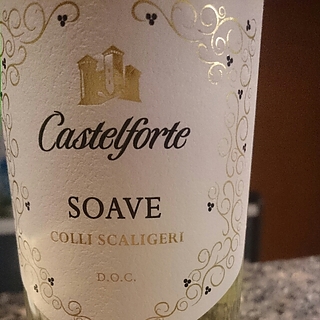 Castelforte
SOAVE
COLLI SCALIGERI
D.O.C.